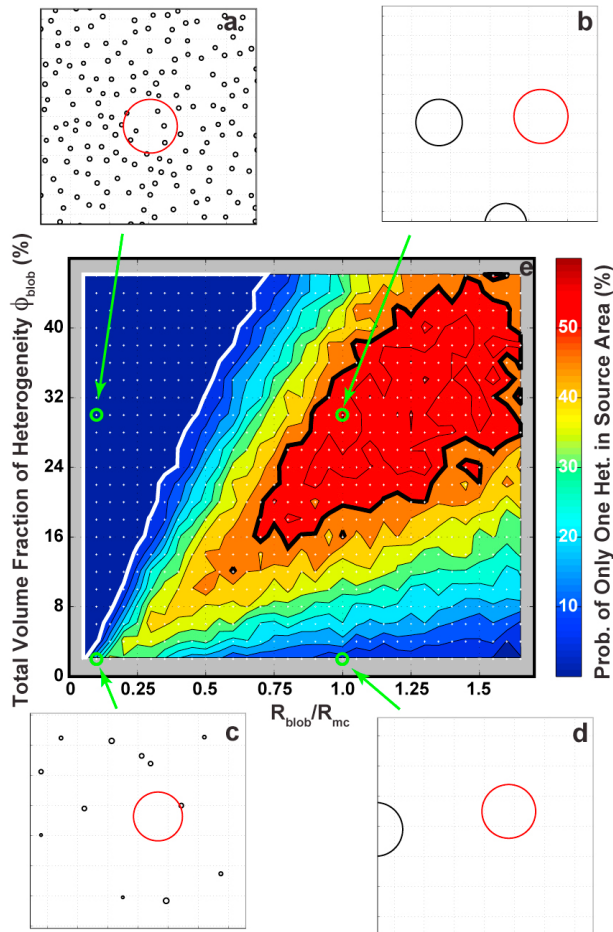 a
b
e
Total Volume Fraction of Heterogeneity ϕblob (%)
40
32
24
16
8
0
0
0.25
0.50
0.75
1.0
1.25
1.5
Rblob/Rmc
50
40
30
20
10
Prob. of Only One Het. in Source Area (%)
c
d